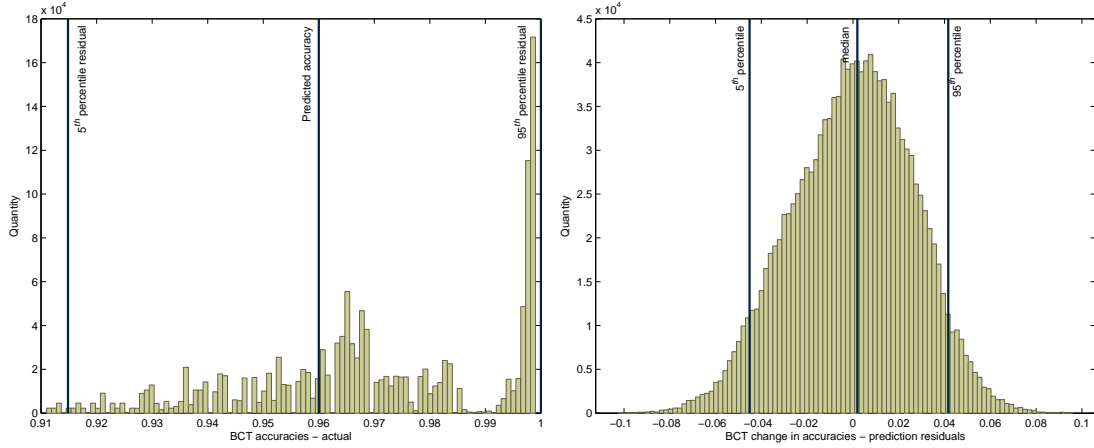 x 10^4
18
16
14
12
10
8
6
4
2
0
Quantity
5^th percentile residual
Predicted accuracy
95^th percentile residual
0.91 0.92 0.93 0.94 0.95 0.96 0.97 0.98 0.99 1
BCT accuracies − actual
x 10^4
4.5
4
3.5
3
2.5
2
1.5
1
0.5
0
Quantity
5^th percentile
median
95^th percentile
−0.1 −0.08 −0.06 −0.04 −0.02 0 0.02 0.04 0.06 0.08 0.1
BCT change in accuracies − prediction residuals